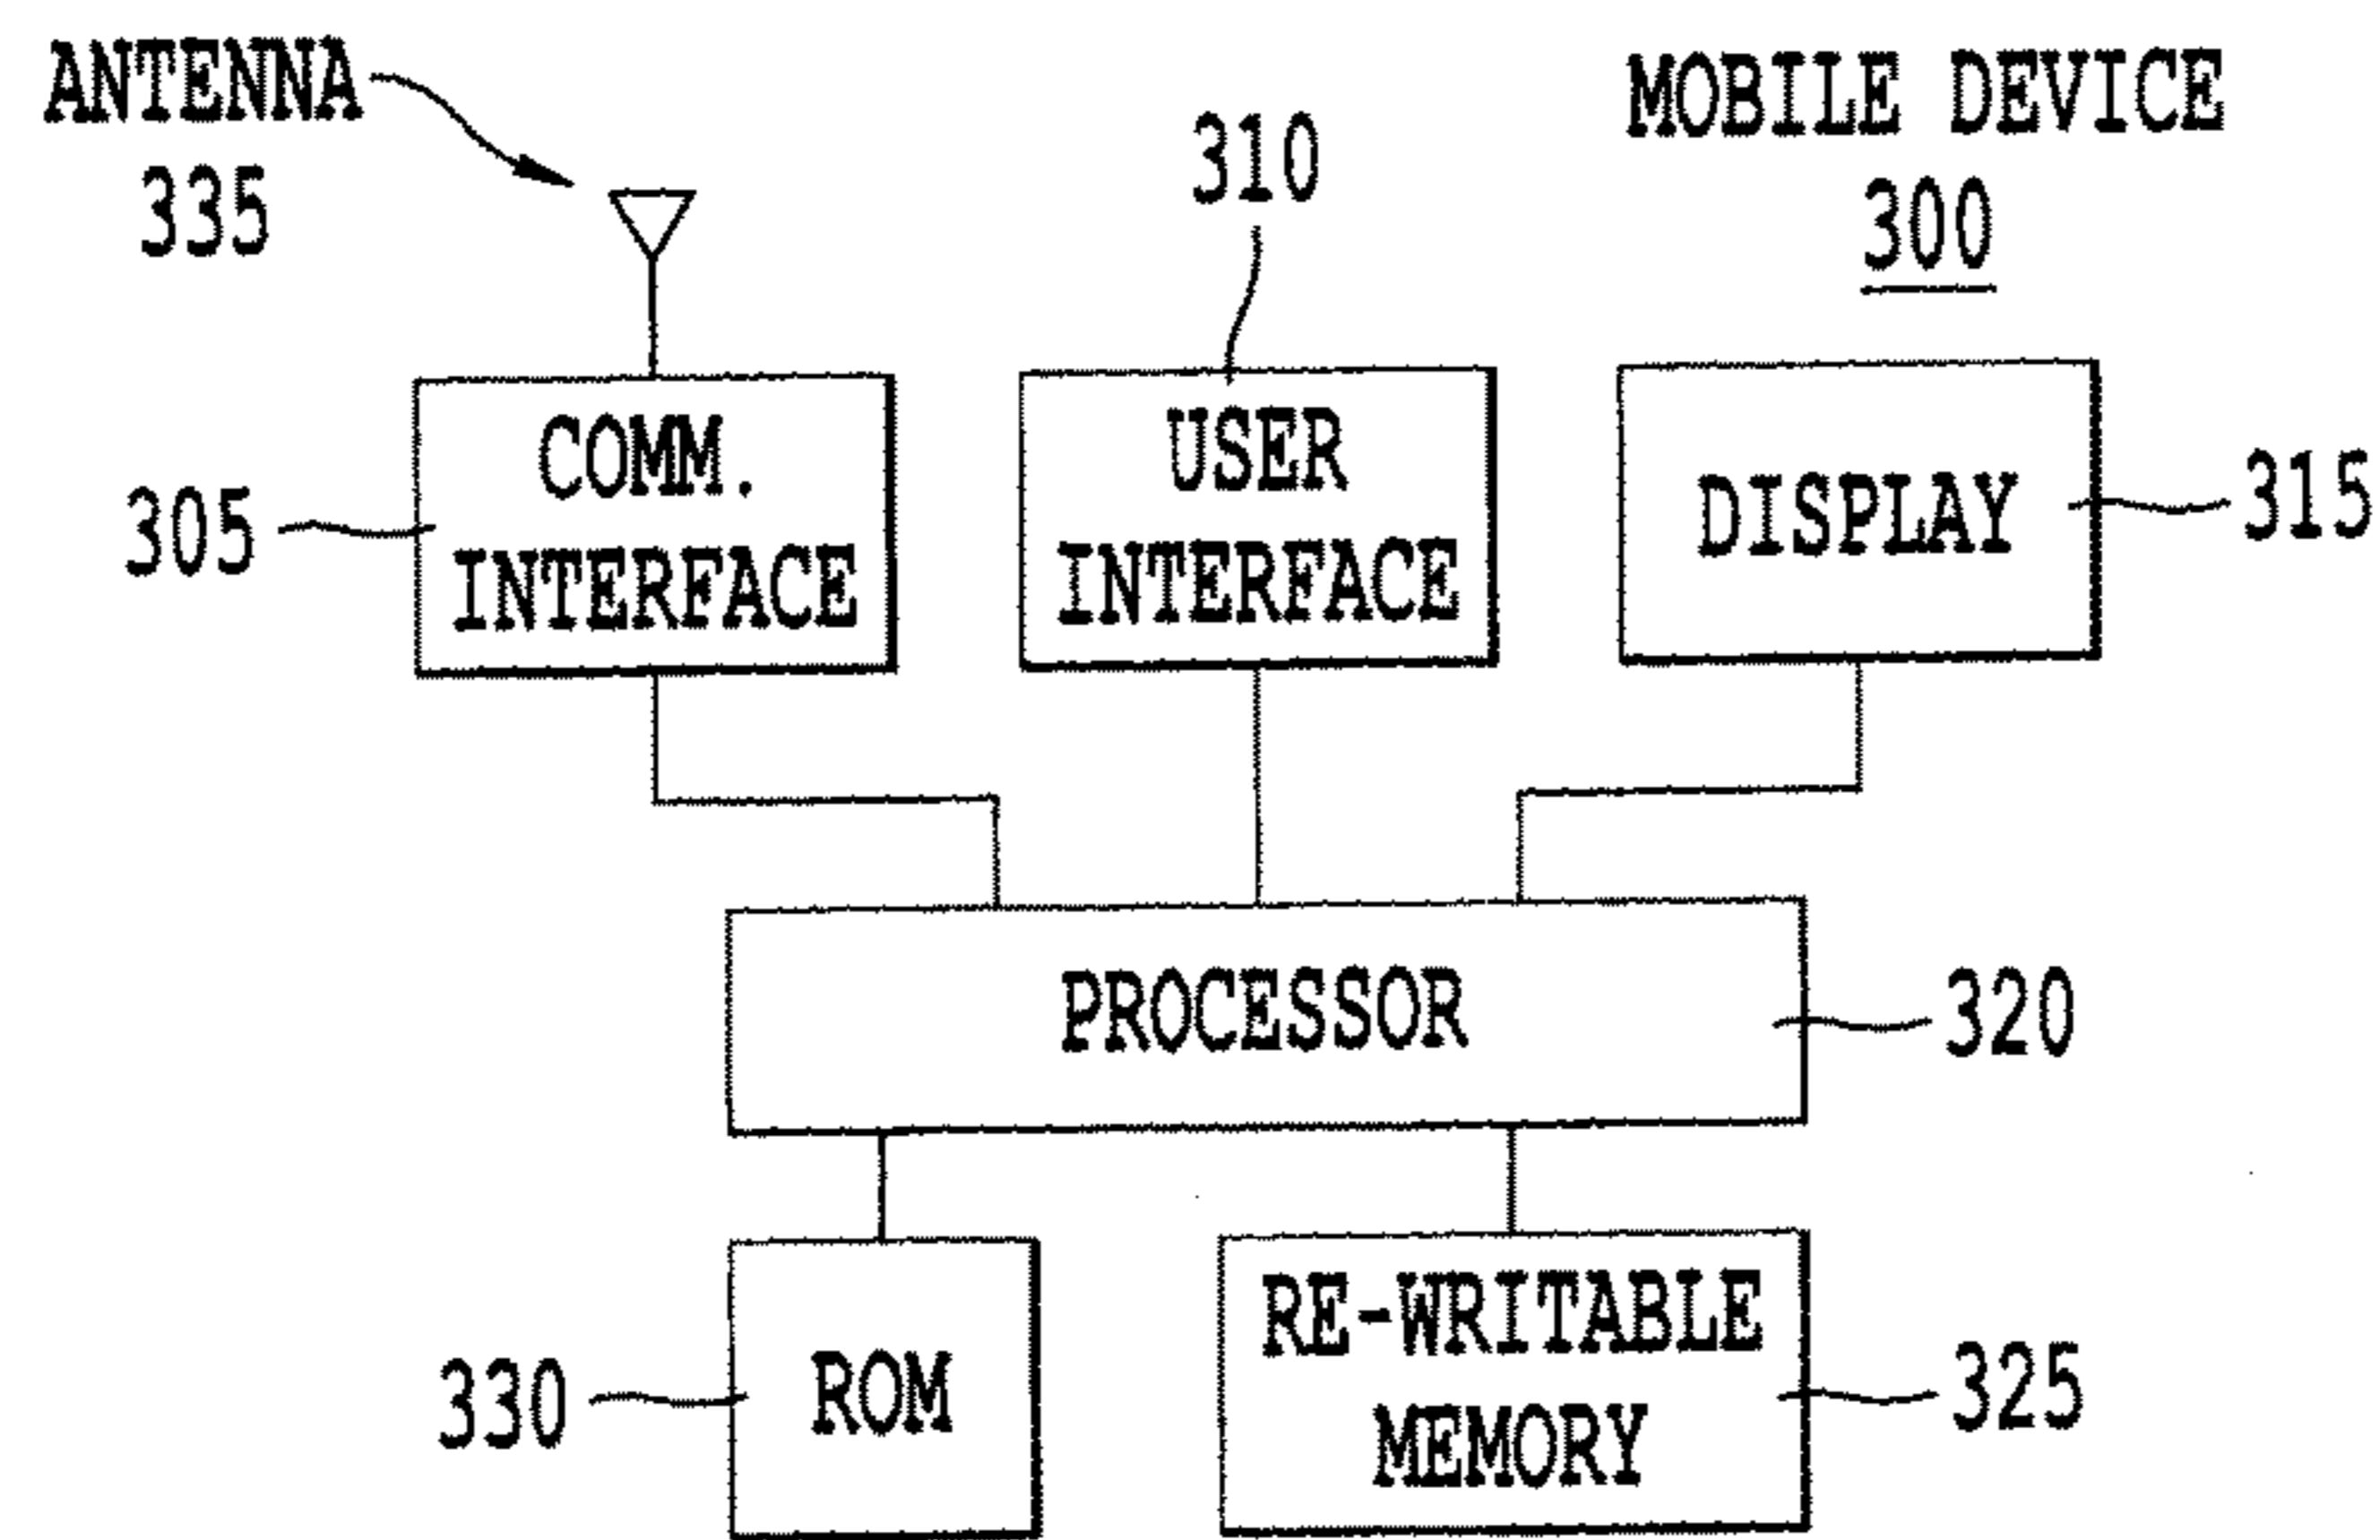 ANTENNA
335
310
MOBILE DEVICE
300
305
COMM.
INTERFACE
USER
INTERFACE
DISPLAY
315
PROCESSOR
320
330
ROM
RE-WRITABLE
MEMORY
325